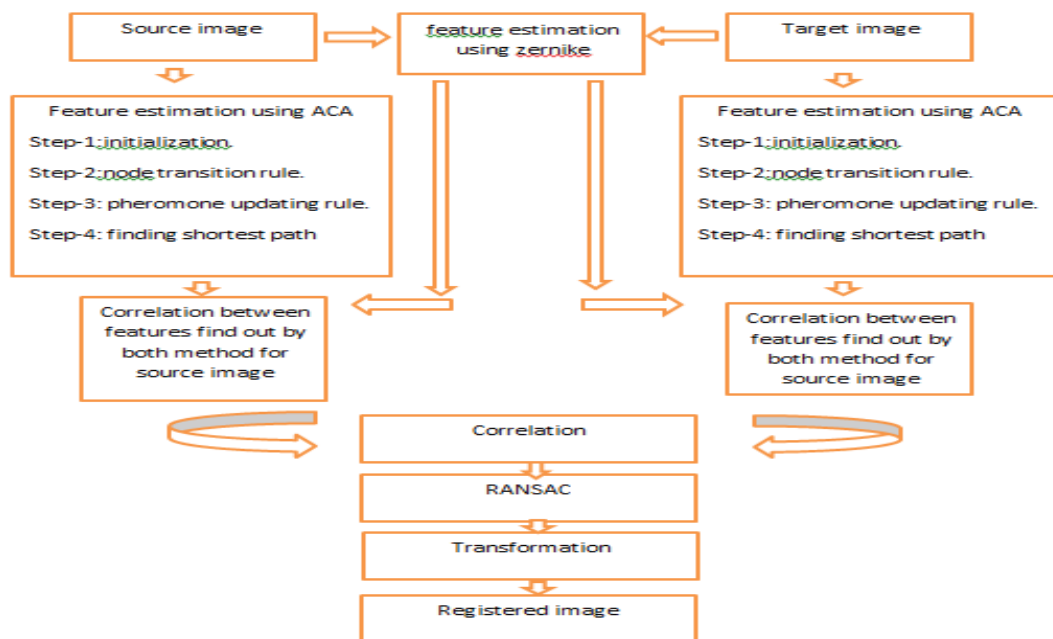 Source image
feature estimation
using zernike
Target image
Feature estimation using ACA
Step-1:initialization.
Step-2:node transition rule.
Step-3: pheromone updating rule.
Step-4: finding shortest path
Feature estimation using ACA
Step-1:initialization.
Step-2:node transition rule.
Step-3: pheromone updating rule.
Step-4: finding shortest path
Correlation between
features find out by
both method for
source image
Correlation between
features find out by
both method for
source image
Correlation
RANSAC
Transformation
Registered image